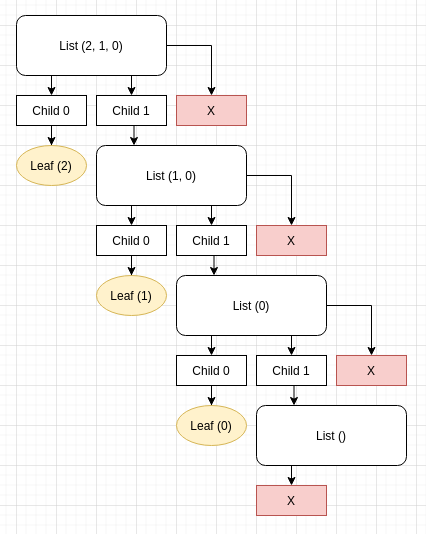 List (2, 1, 0)
Child 0
Child 1
X
Leaf (2)
List (1, 0)
Child 0
Child 1
X
Leaf (1)
List (0)
Child 0
Child 1
X
Leaf (0)
List ()
X